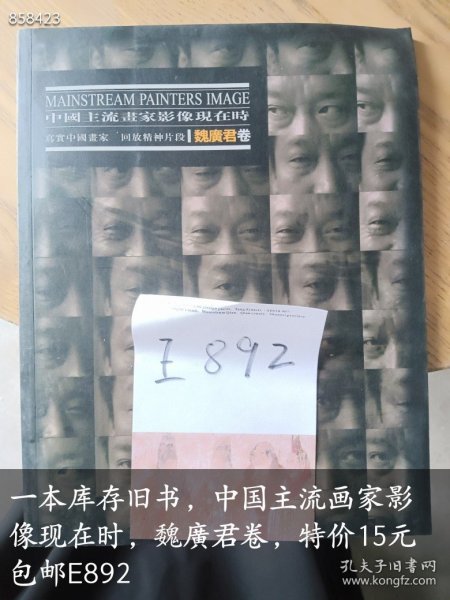 858423
MAINSTREAM PAINTERS IMAGE
中國主流畫家影像現在時
寫實中國畫家 回放精神片段 魏廣君卷
E892
一本库存旧书，中国主流画家影
像现在时，魏廣君卷，特价15元
包邮E892
孔夫子旧书网
www.kongfz.com